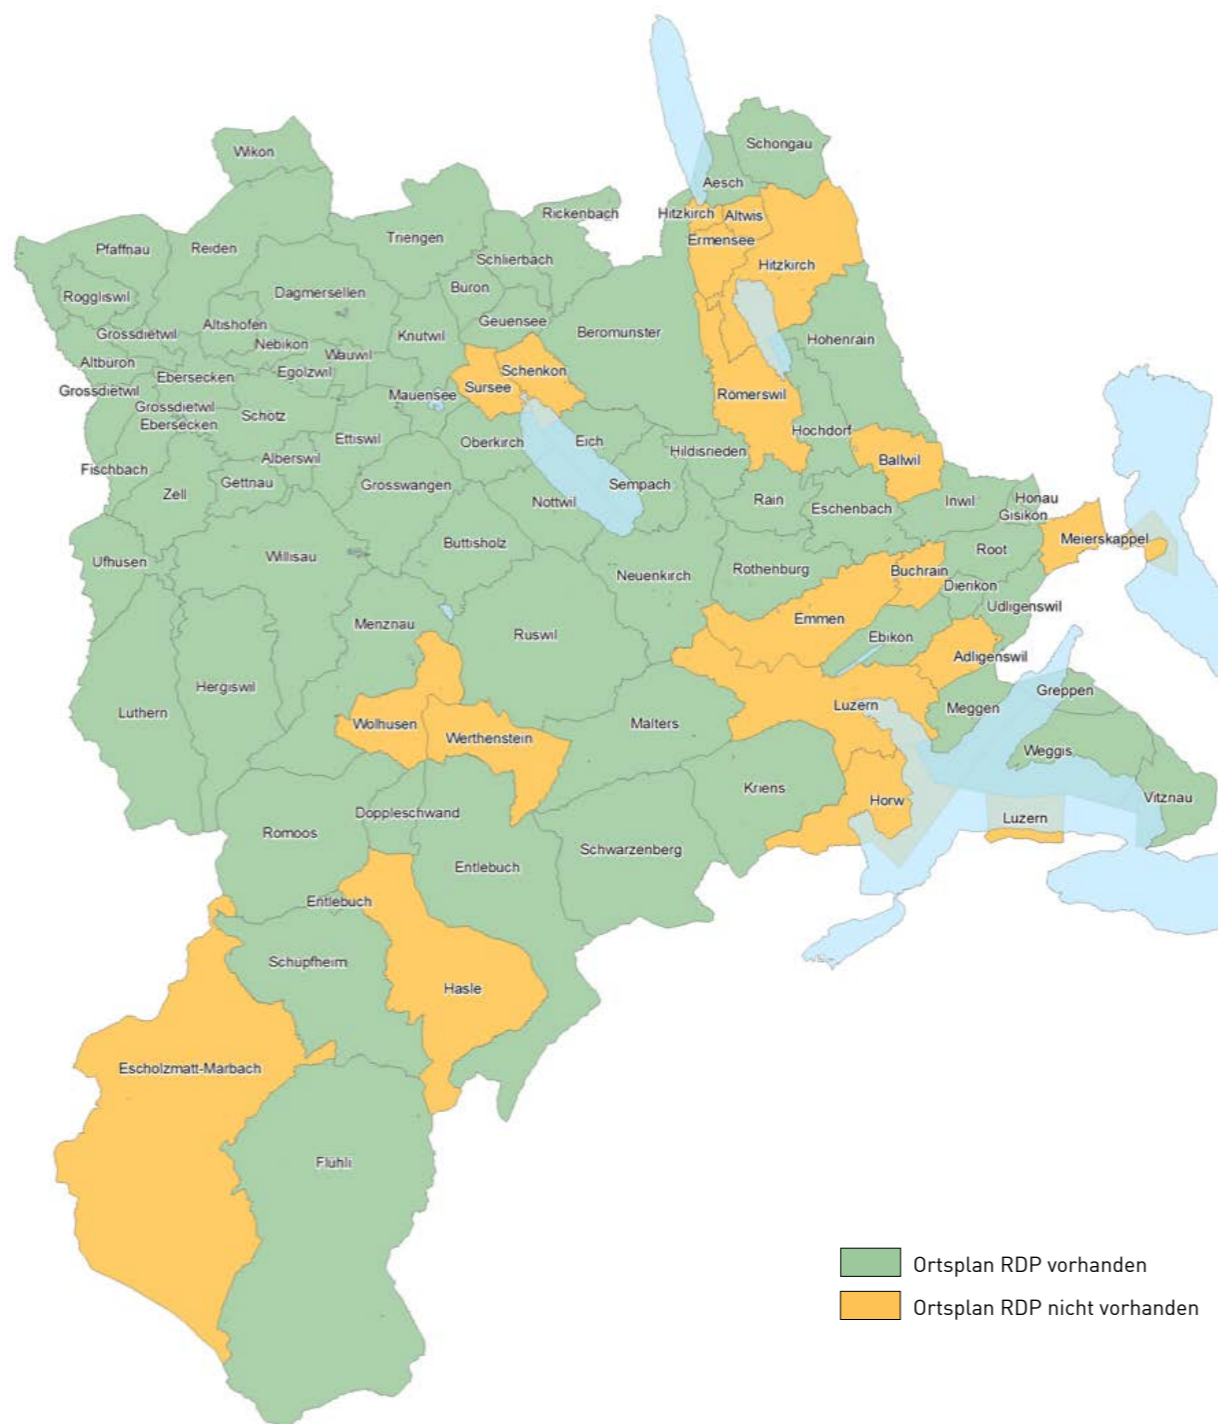 Schongau
Wikon
Aesch
Rickenbach
Hitzkirch
Altwis
Triengen
Ermensee
Pfaffnau
Reiden
Schlierbach
Hitzkirch
Roggliswil
Dagmersellen
Buron
Geuensee
Altishofen
Grossdietwil
Knutwil
Beromunster
Hohenrain
Nebikon
Wauwil
Altburon
Egolzwil
Schenkon
Ebersecken
Sursee
Grossdietwil
Mauensee
Römerswil
Grossdietwil
Schotz
Ebersecken
Hochdorf
Ettiswil
Oberkirch
Eich
Hildisrieden
Alberswil
Ballwil
Fischbach
Gettnau
Grosswangen
Sempach
Zell
Nottwil
Rain
Eschenbach
Inwil
Honau
Gisikon
Meierskappel
Buttisholz
Root
Ufhusen
Willisau
Neuenkirch
Rothenburg
Buchrain
Dierikon
Udligenswil
Menznau
Ruswil
Emmen
Ebikon
Adligenswil
Hergiswil
Greppen
Luthern
Luzern
Meggen
Malters
Wolhusen
Werthenstein
Weggis
Kriens
Horw
Vitznau
Doppleschwand
Luzern
Romoos
Schwarzenberg
Entlebuch
Entlebuch
Schupfheim
Hasle
Escholzmatt-Marbach
Flühli
Ortsplan RDP vorhanden
Ortsplan RDP nicht vorhanden